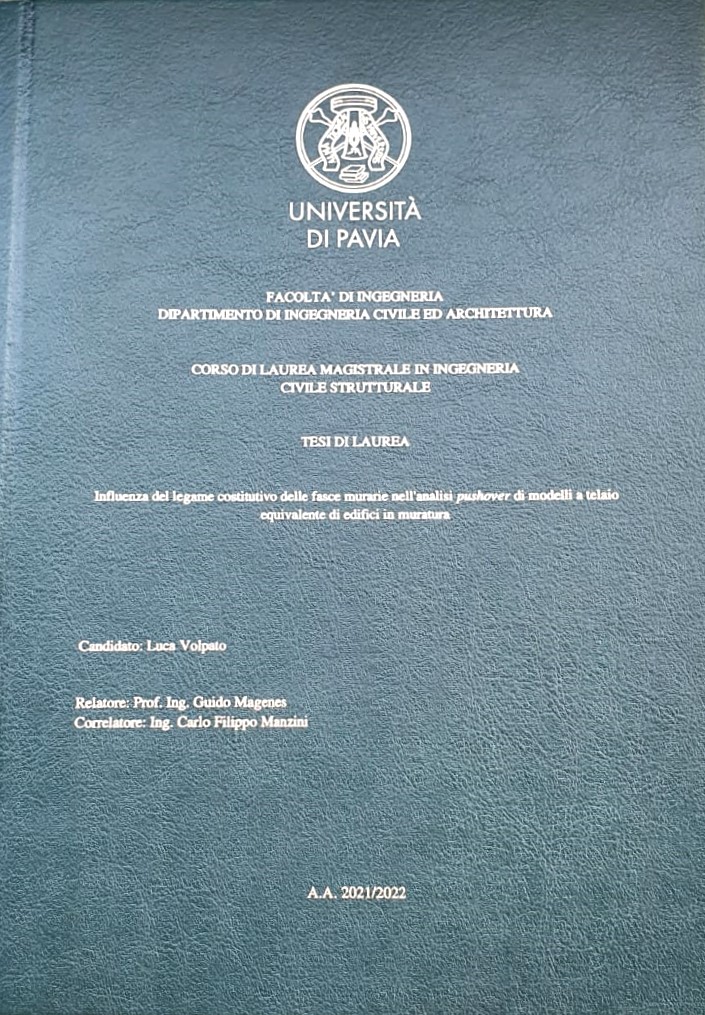 UNIVERSITÀ
DI PAVIA
FACOLTA' DI INGEGNERIA
DIPARTIMENTO DI INGEGNERIA CIVILE ED ARCHITETTURA
CORSO DI LAUREA MAGISTRALE IN INGEGNERIA
CIVILE STRUTTURALE
TESI DI LAUREA
Influenza del legame costitutivo delle fasce murarie nell'analisi pushover di modelli a telaio
equivalente di edifici in muratura
Candidato: Luca Volpato
Relatore: Prof. Ing. Guido Magenes
Correlatore: Ing. Carlo Filippo Manzini
A.A. 2021/2022